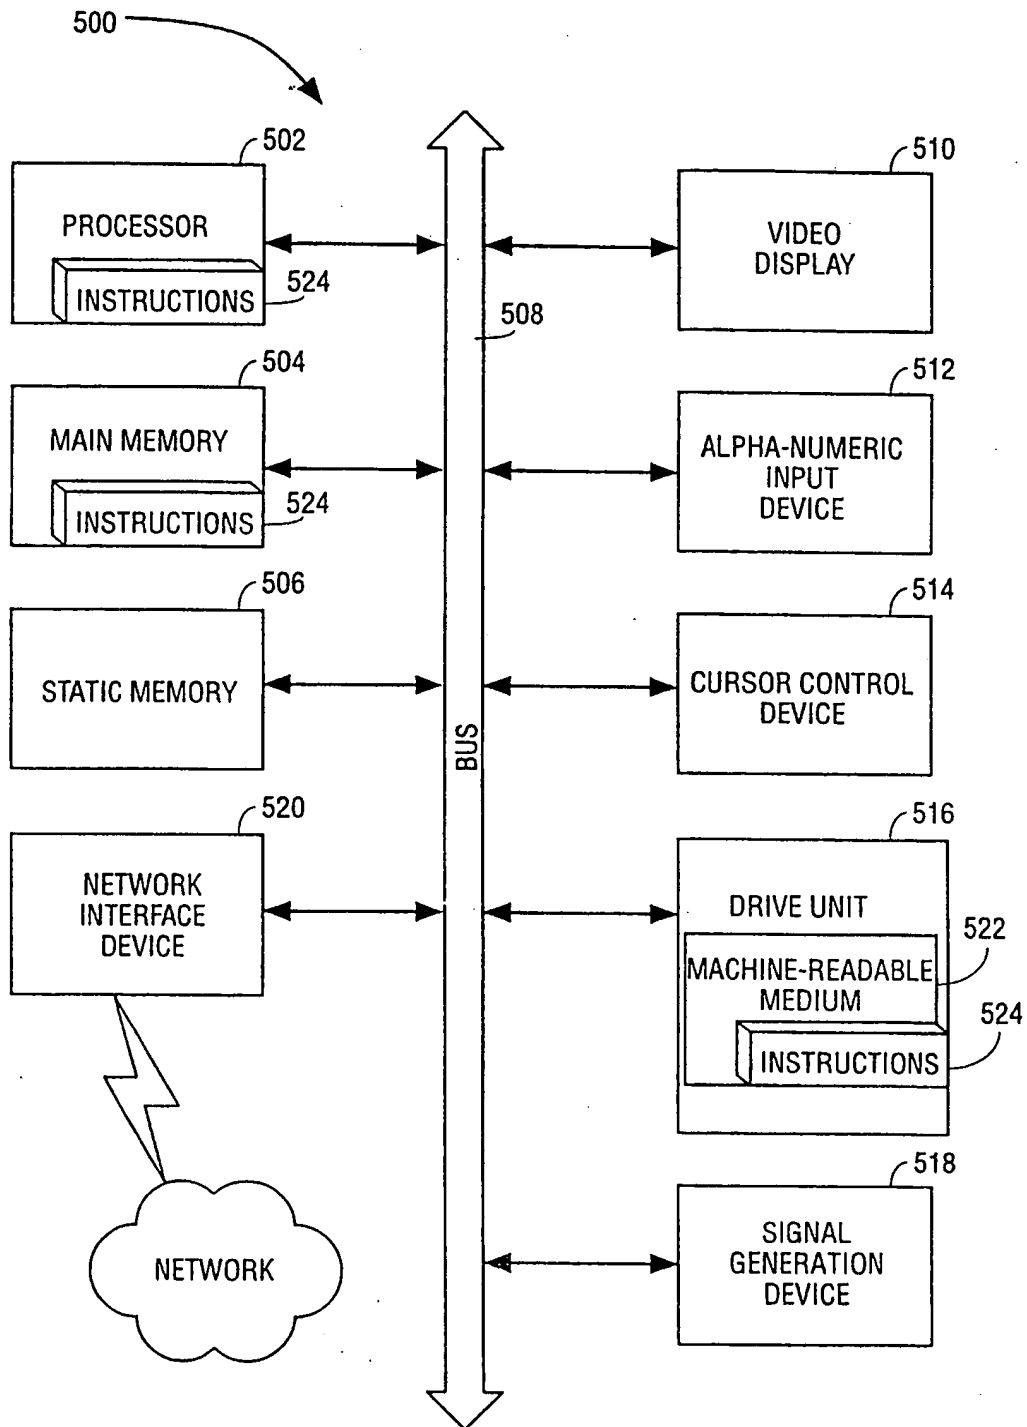 500
502
PROCESSOR
524
INSTRUCTIONS
504
MAIN MEMORY
524
INSTRUCTIONS
506
STATIC MEMORY
520
NETWORK
INTERFACE
DEVICE
NETWORK
508
BUS
510
VIDEO
DISPLAY
512
ALPHA-NUMERIC
INPUT
DEVICE
514
CURSOR CONTROL
DEVICE
516
DRIVE UNIT
522
MACHINE-READABLE
MEDIUM
524
INSTRUCTIONS
518
SIGNAL
GENERATION
DEVICE